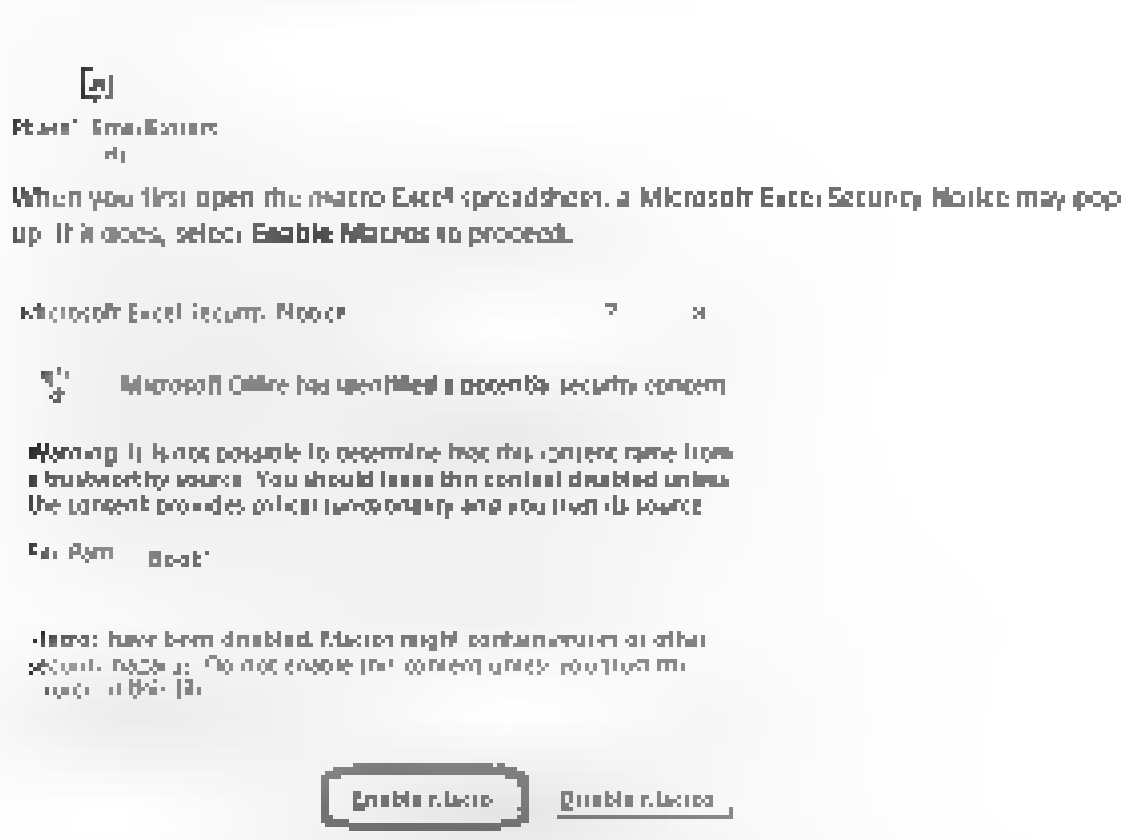 When you first open the macro Excel spreadsheet, a Microsoft Excel Security Notice may pop
up. If it does, select Enable Macros to proceed.
Microsoft Excel Security Notice ? ×
Microsoft Office has identified a potential security concern
Warning: It is not possible to determine that this content came from
a trustworthy source. You should leave this content disabled unless
the content provides critical functionality and you trust its source.
File Path:
Macros have been disabled. Macros might contain viruses or other
security hazards. Do not enable this content unless you trust the
source of this file.
Enable Macros Disable Macros